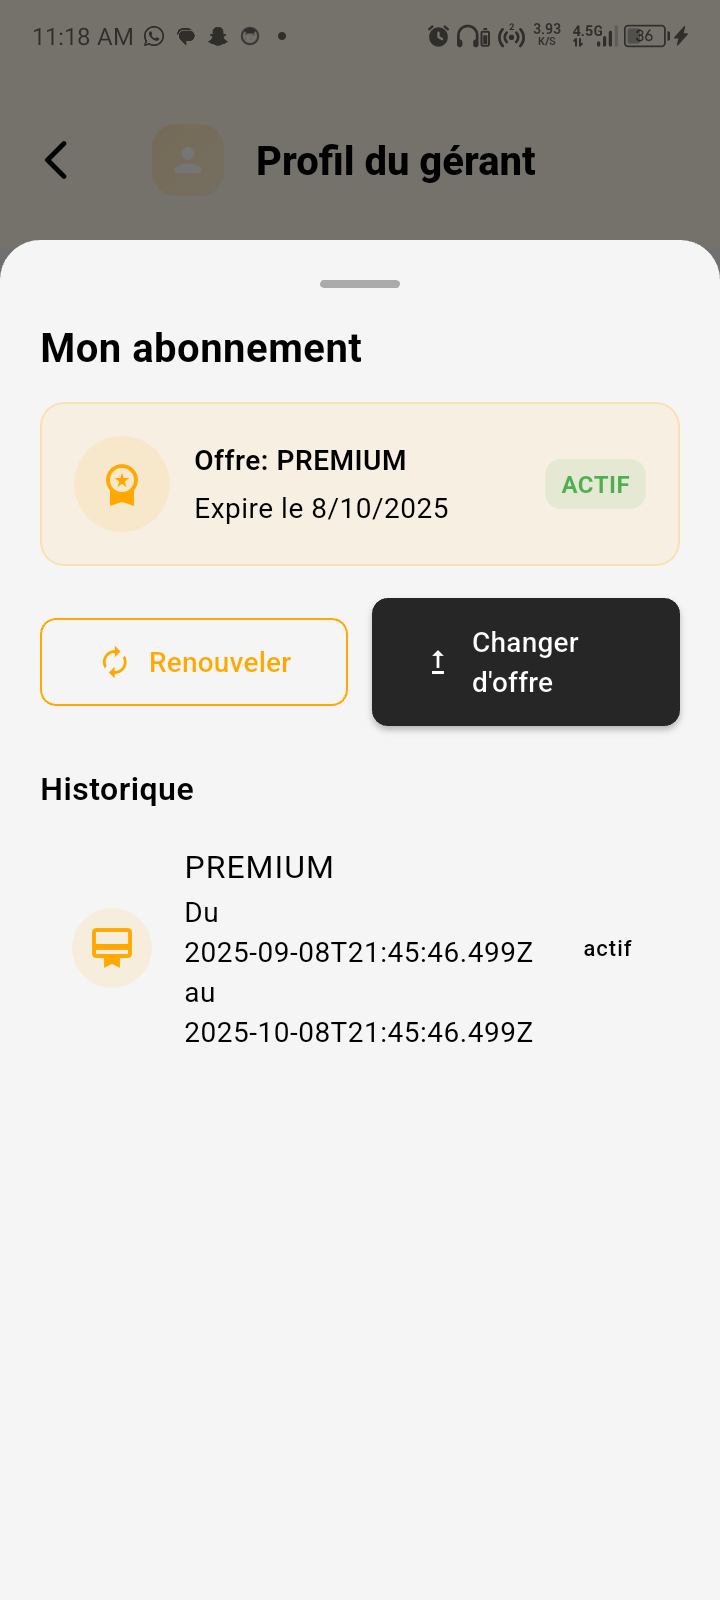 11:18 AM 2 3.93 K/S 4.5G 36
Profil du gérant
Mon abonnement
Offre: PREMIUM
Expire le 8/10/2025
ACTIF
Renouveler
Changer
d'offre
Historique
PREMIUM
Du
2025-09-08T21:45:46.499Z
au
2025-10-08T21:45:46.499Z
actif